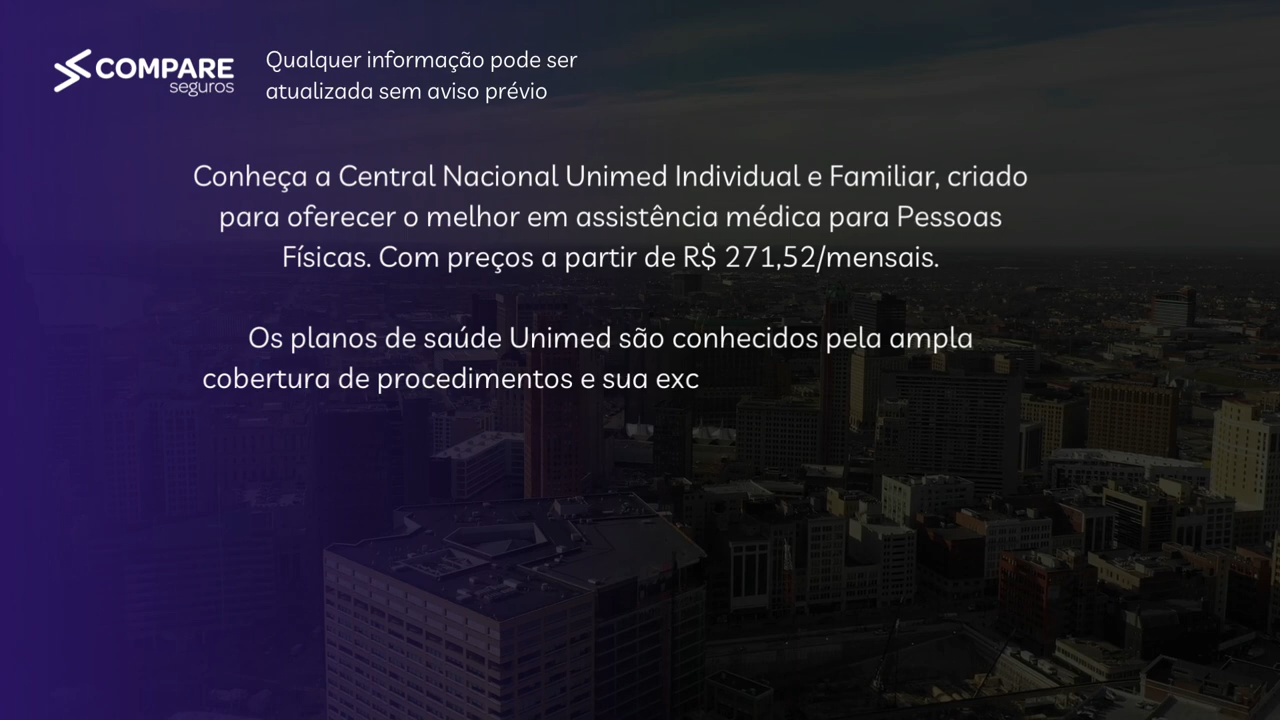 COMPARE
seguros
Qualquer informação pode ser
atualizada sem aviso prévio
Conheça a Central Nacional Unimed Individual e Familiar, criado
para oferecer o melhor em assistência médica para Pessoas
Físicas. Com preços a partir de R$ 271,52/mensais.
Os planos de saúde Unimed são conhecidos pela ampla
cobertura de procedimentos e sua exc